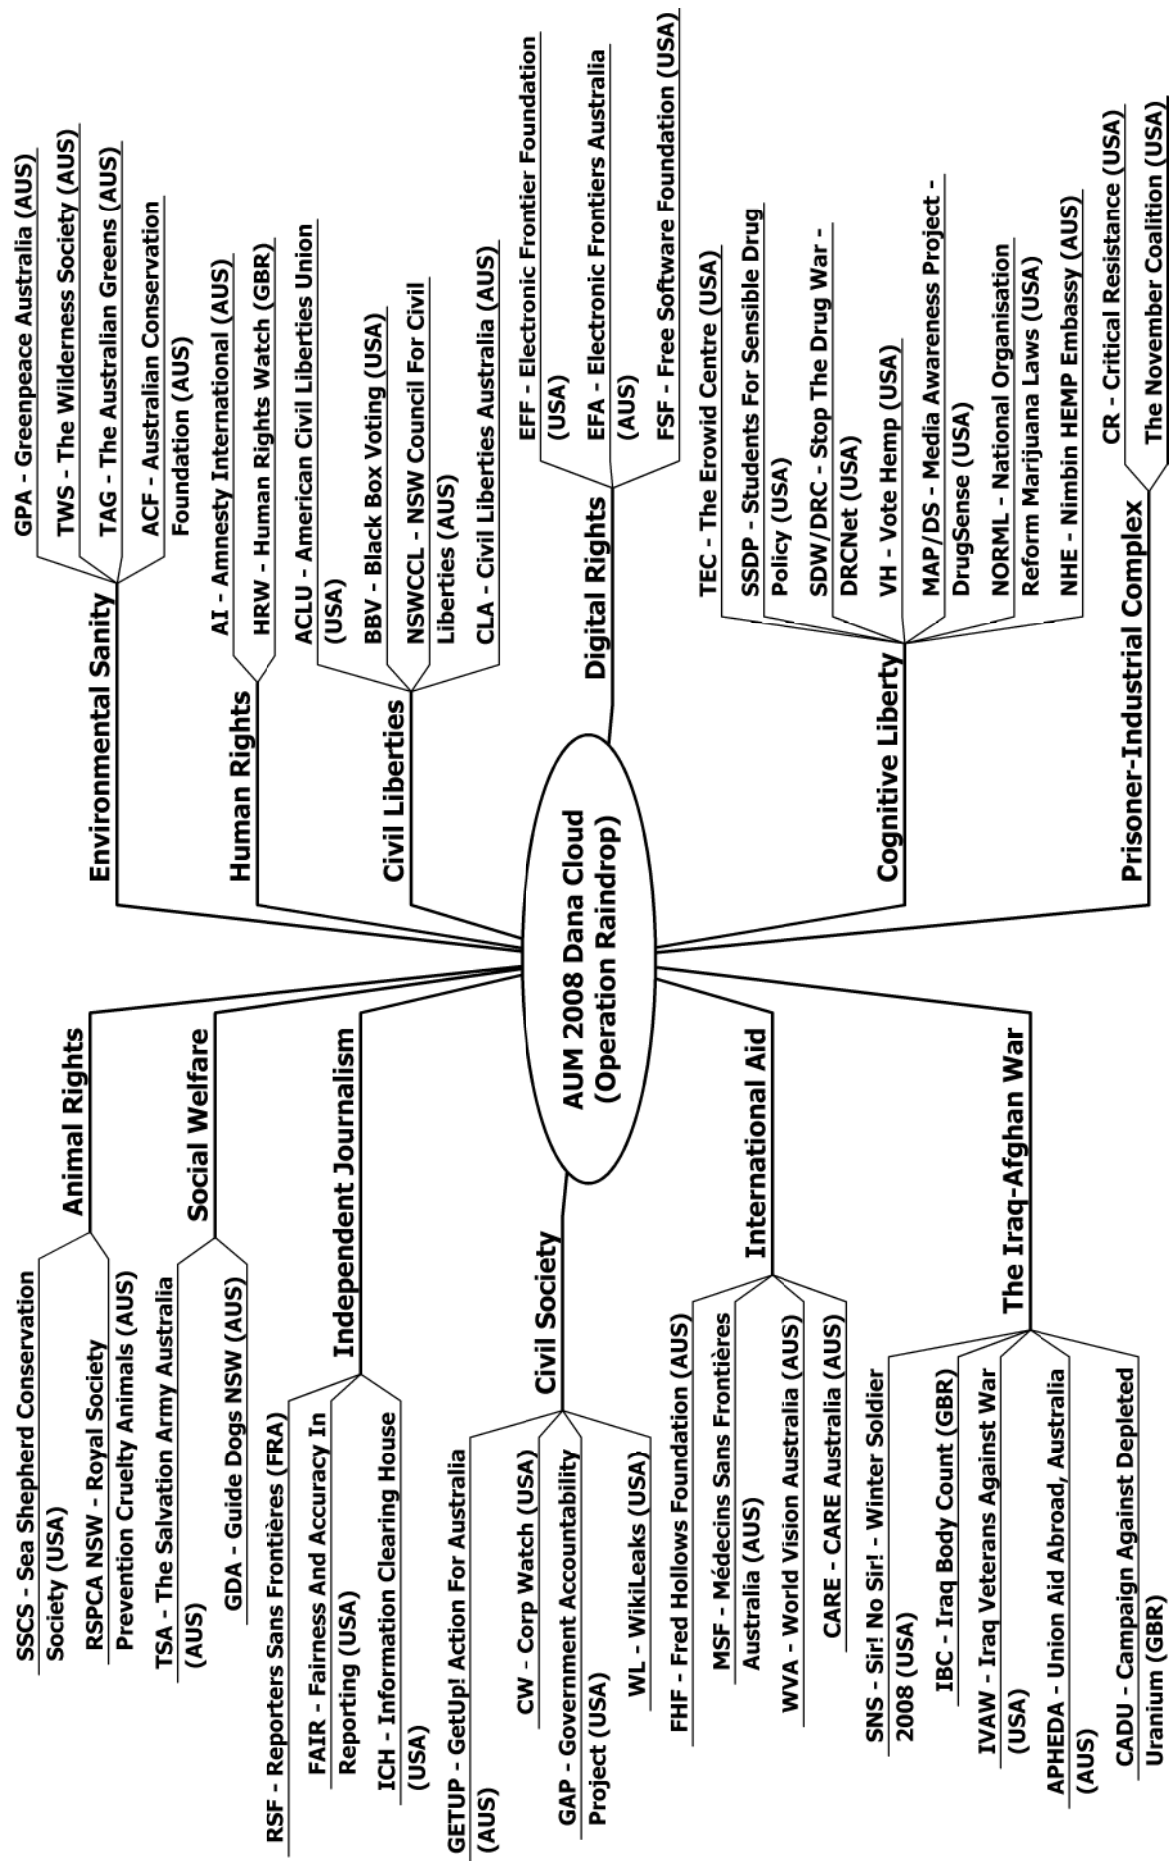 AUM 2008 Dana Cloud
(Operation Raindrop)
Animal Rights
SSCS - Sea Shepherd Conservation
Society (USA)
RSPCA NSW - Royal Society
Prevention Cruelty Animals (AUS)
Social Welfare
TSA - The Salvation Army Australia
(AUS)
GDA - Guide Dogs NSW (AUS)
Independent Journalism
RSF - Reporters Sans Frontières (FRA)
FAIR - Fairness And Accuracy In
Reporting (USA)
ICH - Information Clearing House
(USA)
Civil Society
GETUP - GetUp! Action For Australia
(AUS)
CW - Corp Watch (USA)
GAP - Government Accountability
Project (USA)
WL - WikiLeaks (USA}
International Aid
FHF - Fred Hollows Foundation (AUS)
MSF - Médecins Sans Frontières
Australia (AUS)
WVA - World Vision Australia (AUS)
CARE - CARE Australia (AUS)
The Iraq-Afghan War
SNS - Sir! No Sir! - Winter Soldier
2008 (USA)
IBC - Iraq Body Count (GBR)
IVAW - Iraq Veterans Against War
(USA)
APHEDA - Union Aid Abroad, Australia
(AUS)
CADU - Campaign Against Depleted
Uranium (GBR)
Environmental Sanity
GPA - Greenpeace Australia (AUS)
TWS - The Wilderness Society (AUS)
TAG - The Australian Greens (AUS)
ACF - Australian Conservation
Foundation (AUS)
Human Rights
AI - Amnesty International (AUS)
HRW - Human Rights Watch (GBR)
Civil Liberties
ACLU - American Civil Liberties Union
(USA)
BBV - Black Box Voting (USA)
NSWCCL - NSW Council For Civil
Liberties (AUS)
CLA - Civil Liberties Australia (AUS)
Digital Rights
EFF - Electronic Frontier Foundation
(USA)
EFA - Electronic Frontiers Australia
(AUS)
FSF - Free Software Foundation (USA)
Cognitive Liberty
TEC - The Erowid Centre (USA)
SSDP - Students For Sensible Drug
Policy (USA)
SDW/DRC - Stop The Drug War -
DRCNet (USA)
VH - Vote Hemp (USA)
MAP/DS - Media Awareness Project -
DrugSense (USA)
NORML - National Organisation
Reform Marijuana Laws (USA)
NHE - Nimbin HEMP Embassy (AUS)
Prisoner-Industrial Complex
CR - Critical Resistance (USA)
The November Coalition (USA)